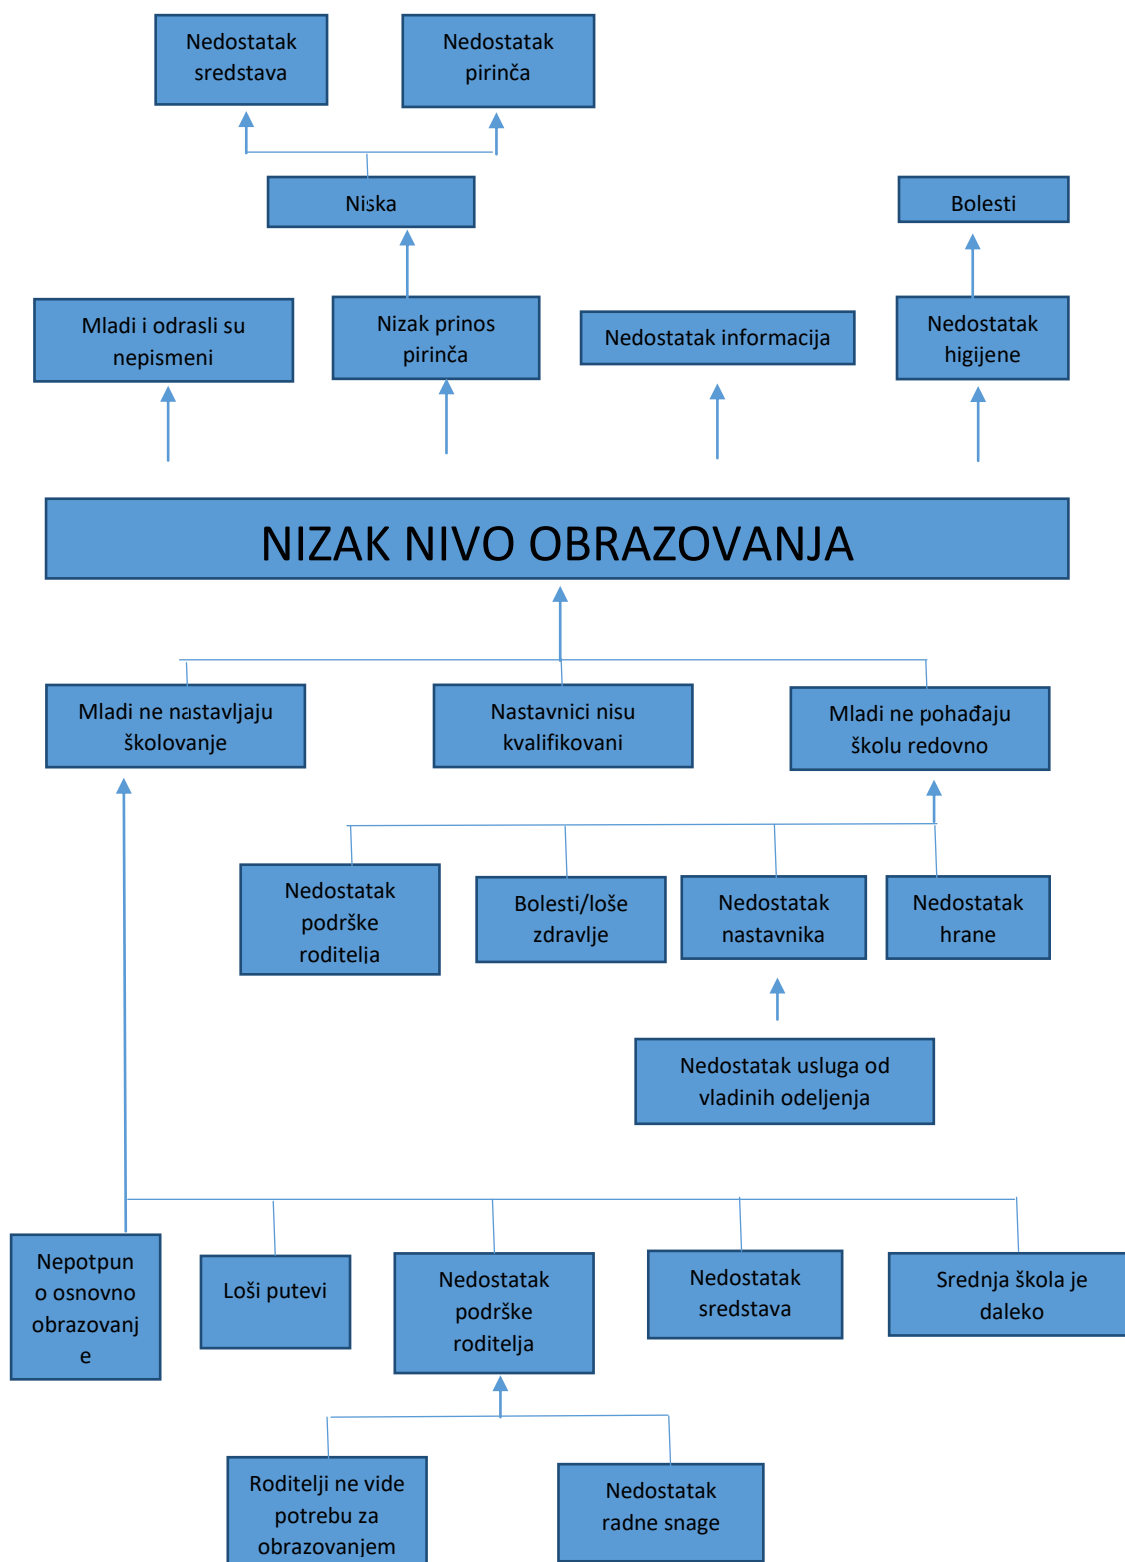 Nedostatak
sredstava
Nedostatak
pirinča
Niska
Bolesti
Mladi i odrasli su
nepismeni
Nizak prinos
pirinča
Nedostatak informacija
Nedostatak
higijene
NIZAK NIVO OBRAZOVANJA
Mladi ne nastavljaju
školovanje
Nastavnici nisu
kvalifikovani
Mladi ne pohađaju
školu redovno
Nedostatak
podrške
roditelja
Bolesti/loše
zdravlje
Nedostatak
nastavnika
Nedostatak
hrane
Nedostatak usluga od
vladinih odeljenja
Nepotpun
o osnovno
obrazovanj
e
Loši putevi
Nedostatak
podrške
roditelja
Nedostatak
sredstava
Srednja škola je
daleko
Roditelji ne vide
potrebu za
obrazovanjem
Nedostatak
radne snage